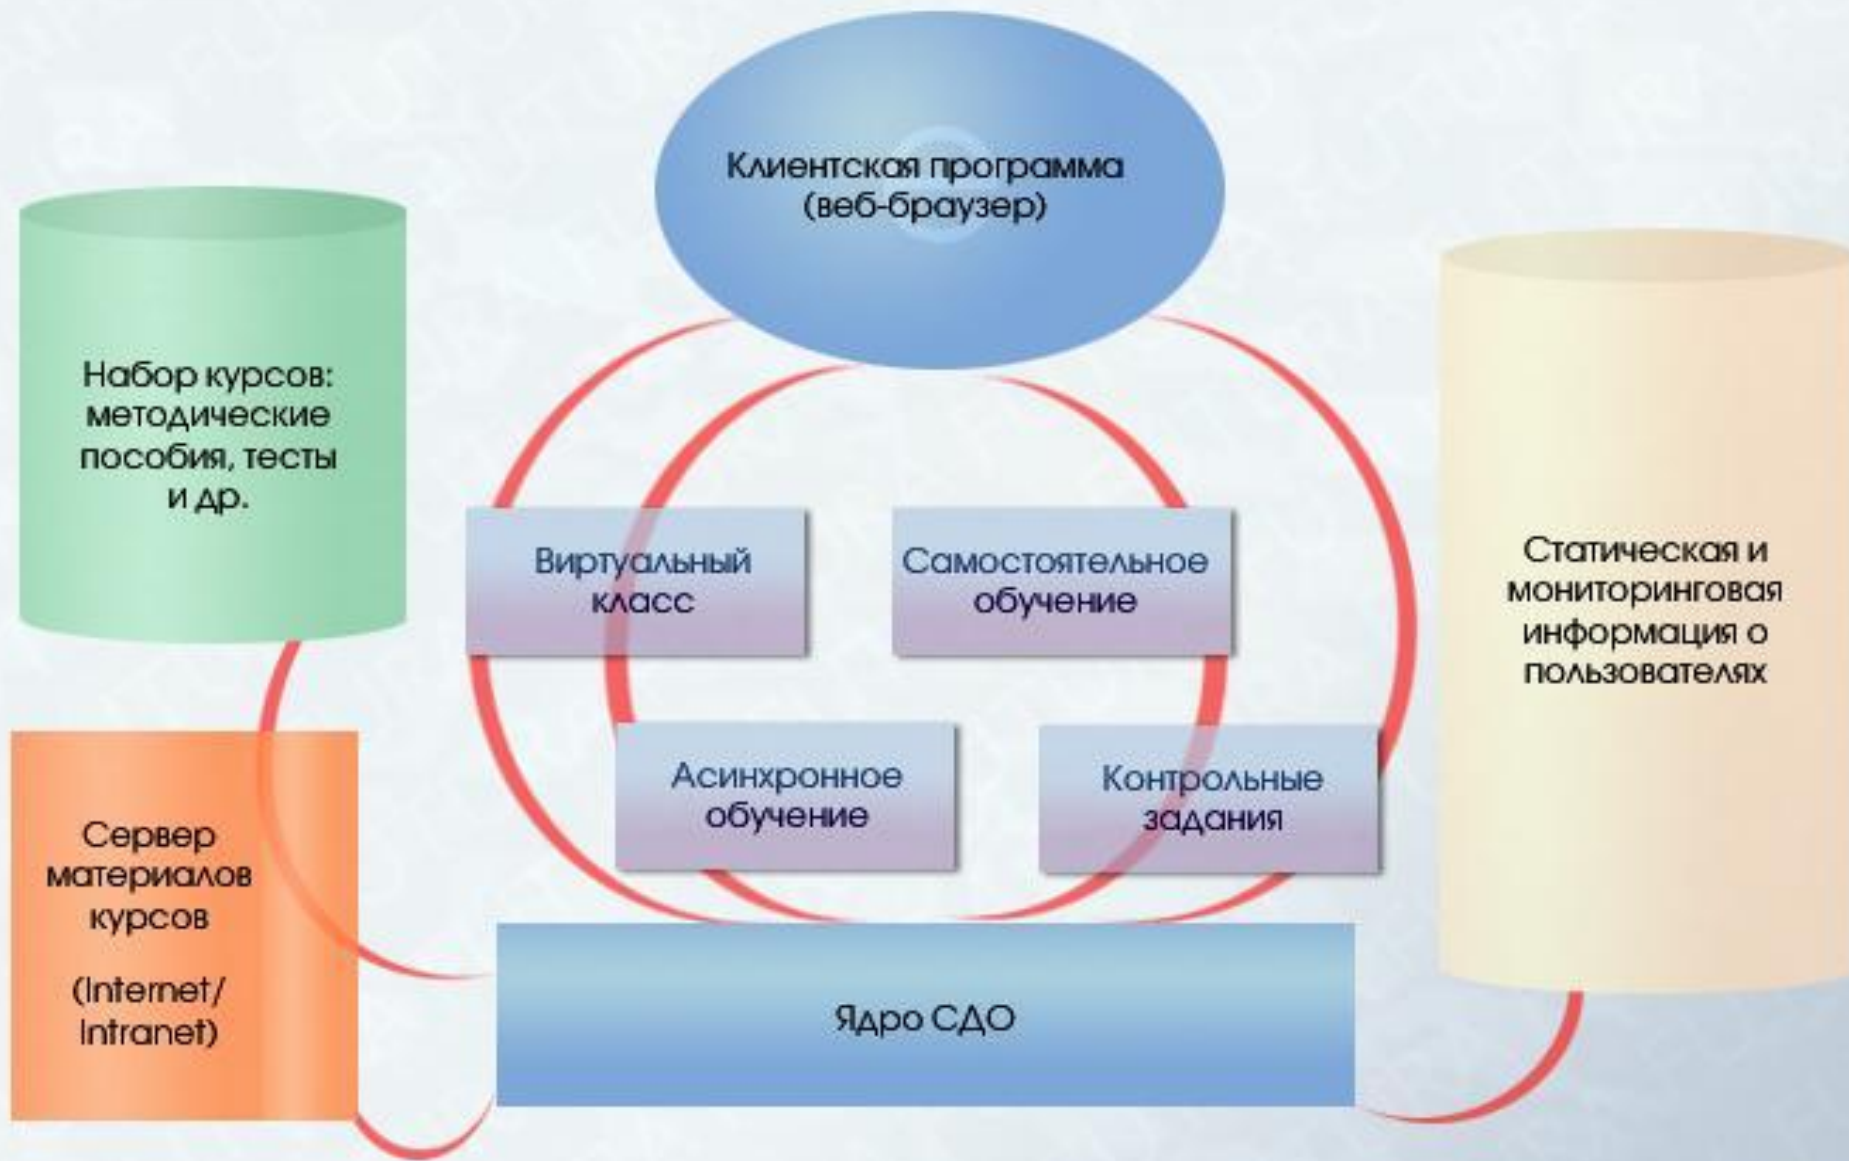 Клиентская программа
(веб-браузер)
Набор курсов:
методические
пособия, тесты
и др.
Виртуальный
класс
Самостоятельное
обучение
Статическая и
мониторинговая
информация о
пользователях
Асинхронное
обучение
Контрольные
задания
Сервер
материалов
курсов
(Internet/
Intranet)
Ядро СДО